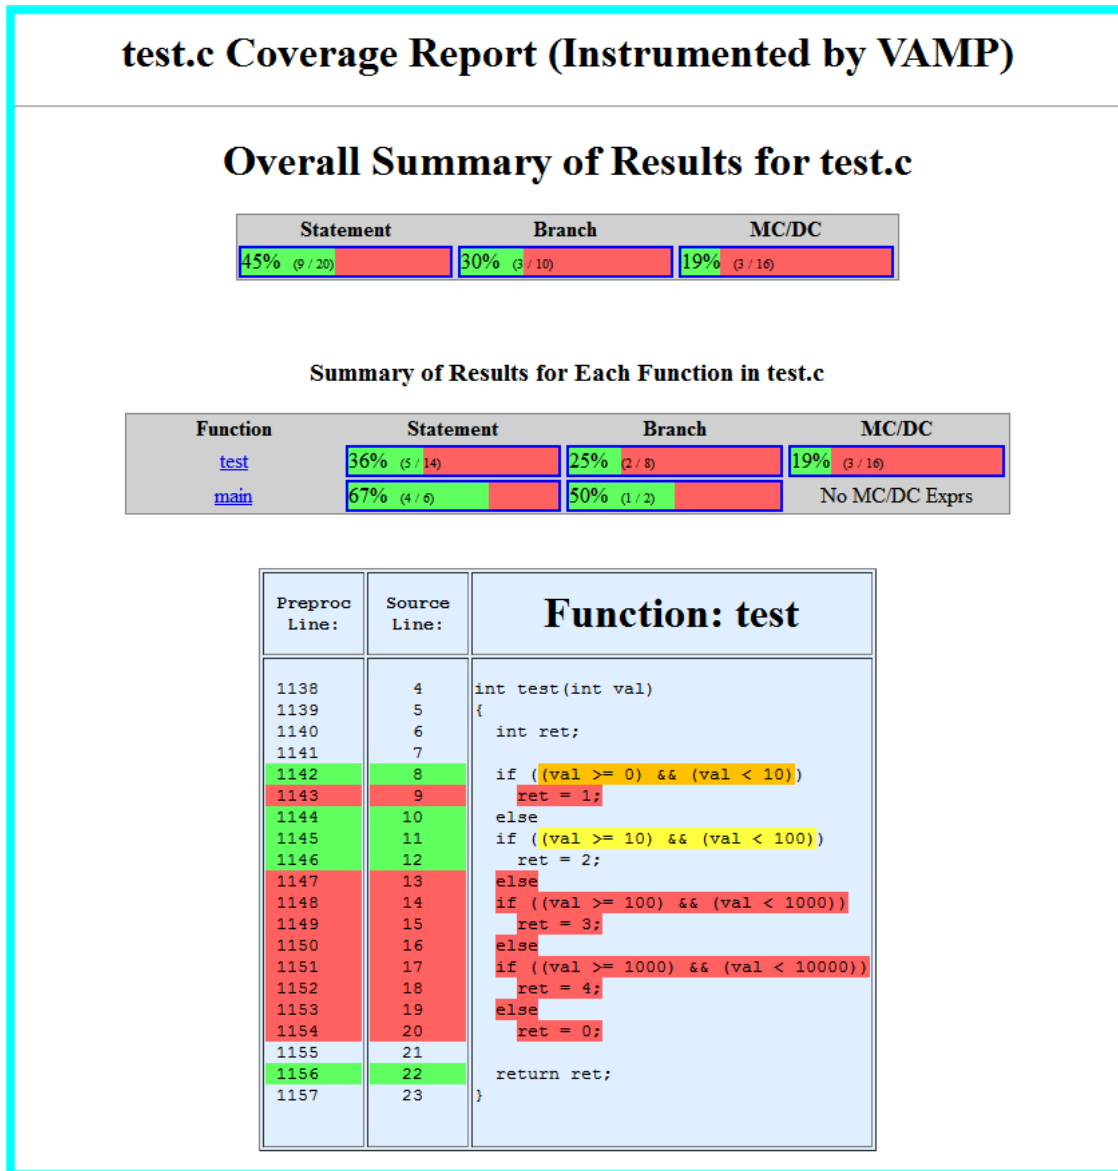 test.c Coverage Report (Instrumented by VAMP)
Overall Summary of Results for test.c
Statement Branch MC/DC
45% (9 / 20) 30% (3 / 10) 19% (3 / 16)
Summary of Results for Each Function in test.c
Function Statement Branch MC/DC
test 36% (5 / 14) 25% (2 / 8) 19% (3 / 16)
main 67% (4 / 6) 50% (1 / 2) No MC/DC Exprs
Preproc Line: Source Line: Function: test
1138 4 int test(int val)
1139 5 {
1140 6 int ret;
1141 7
1142 8 if ((val >= 0) && (val < 10))
1143 9 ret = 1;
1144 10 else
1145 11 if ((val >= 10) && (val < 100))
1146 12 ret = 2;
1147 13 else
1148 14 if ((val >= 100) && (val < 1000))
1149 15 ret = 3;
1150 16 else
1151 17 if ((val >= 1000) && (val < 10000))
1152 18 ret = 4;
1153 19 else
1154 20 ret = 0;
1155 21
1156 22 return ret;
1157 23 }